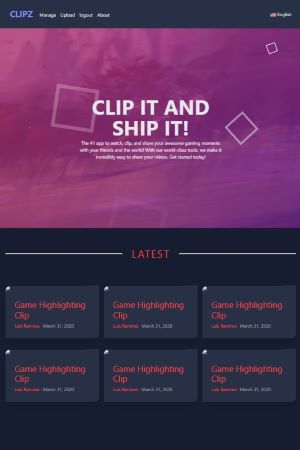 CLIPZ Manage Upload logout About English
CLIP IT AND
SHIP IT!
The #1 app to watch, clip, and share your awesome gaming moments
with your friends and the world! With our world-class tools, we make it
incredibly easy to share your videos. Get started today!
LATEST
Game Highlighting
Clip
Luis Ramirez · March 31, 2020
Game Highlighting
Clip
Luis Ramirez · March 31, 2020
Game Highlighting
Clip
Luis Ramirez · March 31, 2020
Game Highlighting
Clip
Luis Ramirez · March 31, 2020
Game Highlighting
Clip
Luis Ramirez · March 31, 2020
Game Highlighting
Clip
Luis Ramirez · March 31, 2020